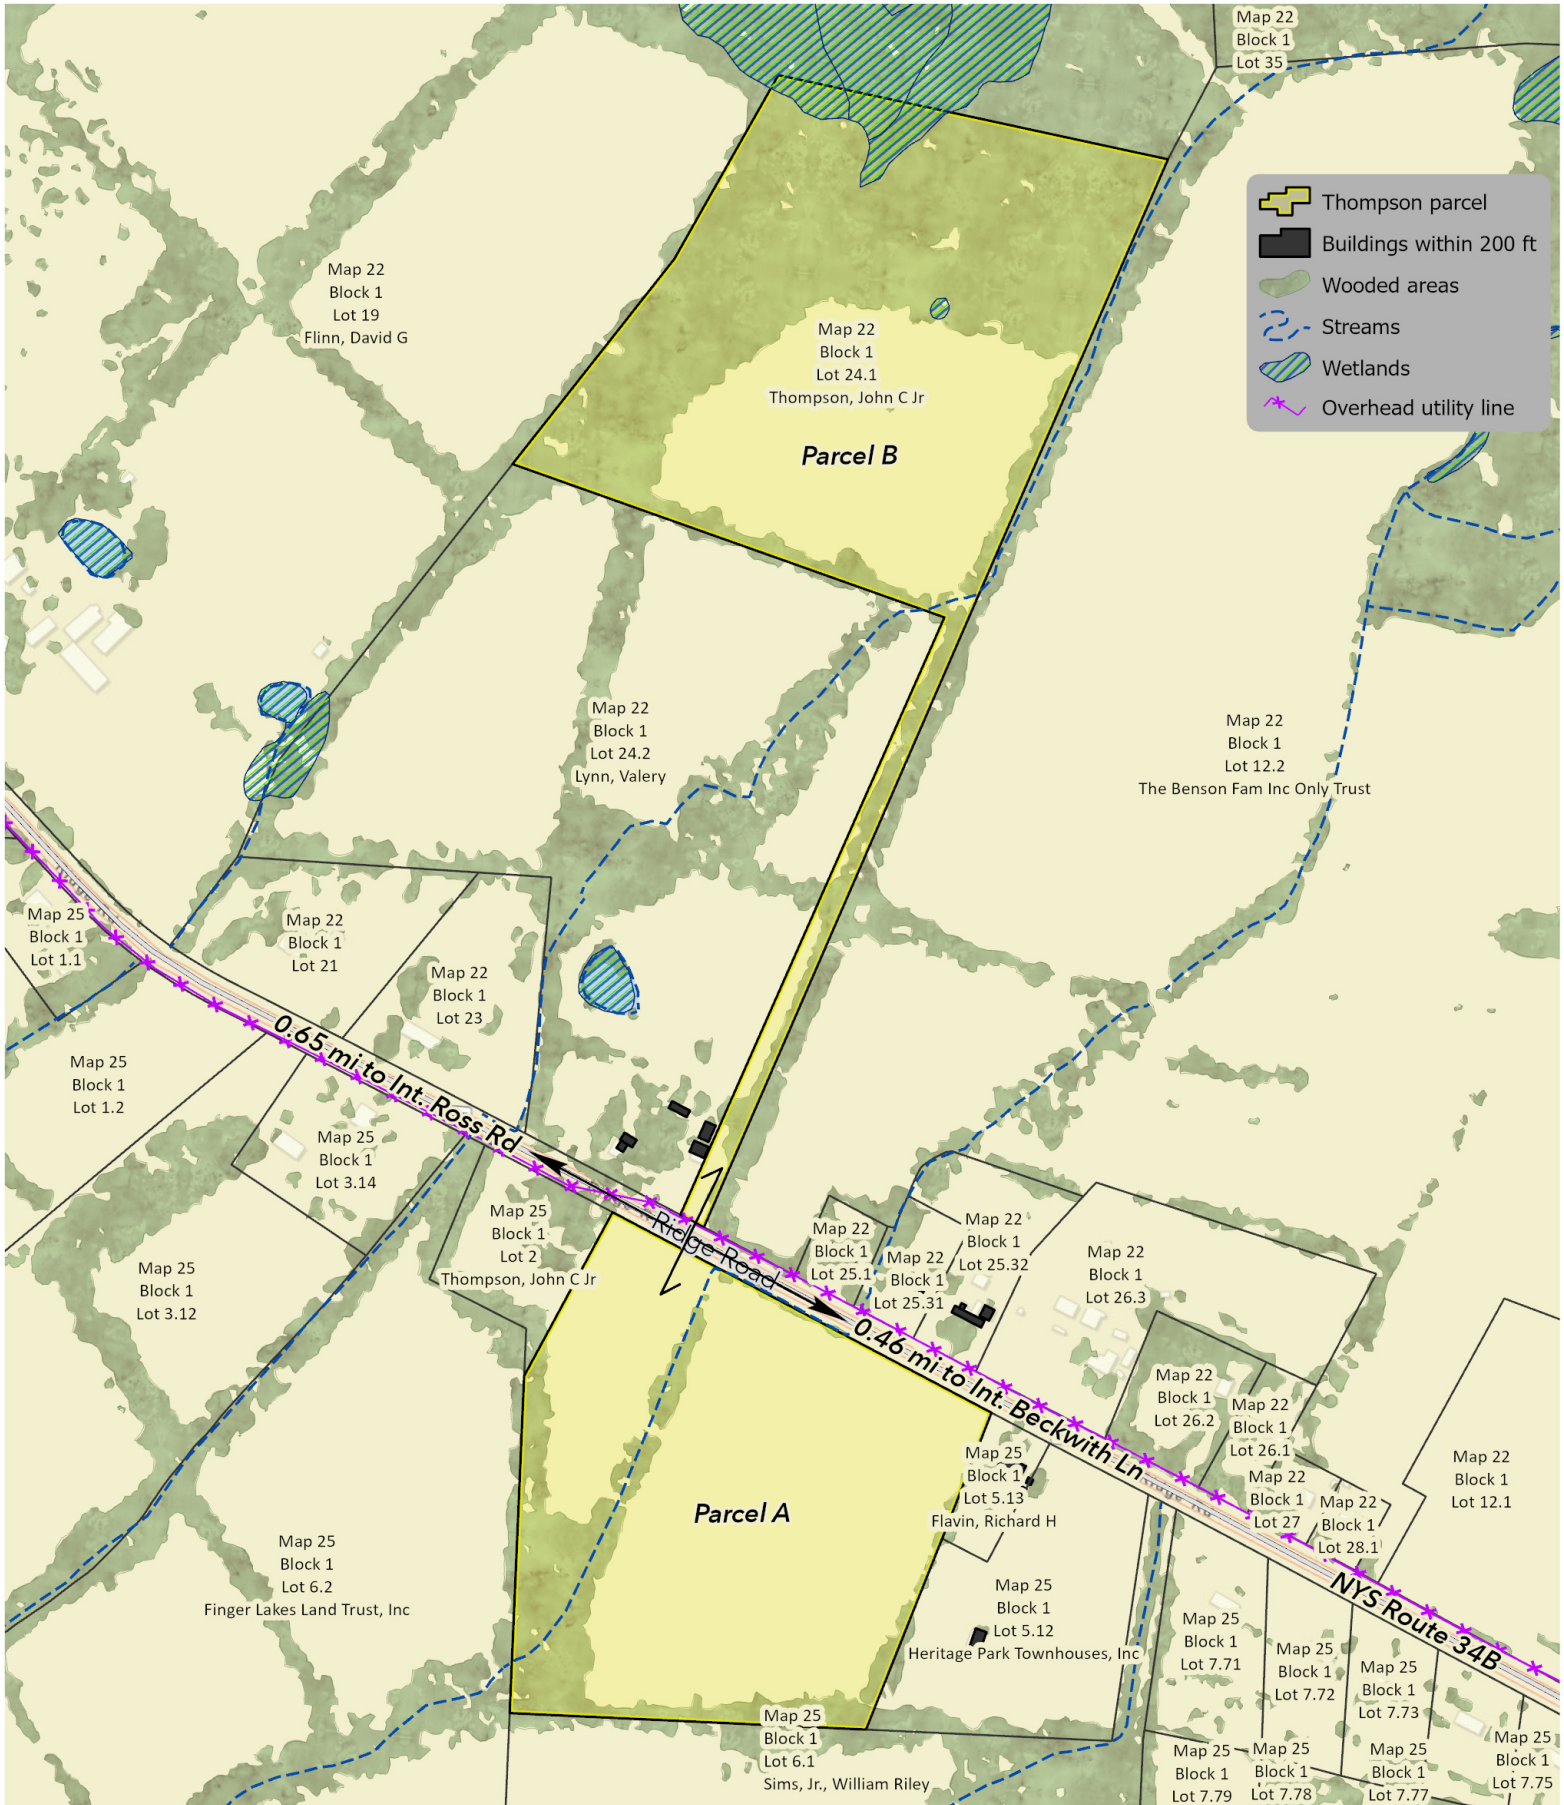 Map 22
Block 1
Lot 35
Thompson parcel
Buildings within 200 ft
Wooded areas
Streams
Wetlands
Overhead utility line
Map 22
Block 1
Lot 19
Flinn, David G
Map 22
Block 1
Lot 24.1
Thompson, John C Jr
Parcel B
Map 22
Block 1
Lot 24.2
Lynn, Valery
Map 22
Block 1
Lot 12.2
The Benson Fam Inc Only Trust
Map 25
Block 1
Lot 1.1
Map 22
Block 1
Lot 21
Map 22
Block 1
Lot 23
0.65 mi to Int. Ross Rd
Map 25
Block 1
Lot 1.2
Map 25
Block 1
Lot 3.14
Map 25
Block 1
Lot 2
Thompson, John C Jr
Ridge Road
Map 22
Block 1
Lot 25.1
Map 22
Block 1
Lot 25.31
Map 22
Block 1
Lot 25.32
Map 22
Block 1
Lot 26.3
Map 25
Block 1
Lot 3.12
0.46 mi to Int. Beckwith Ln
Map 22
Block 1
Lot 26.2
Map 22
Block 1
Lot 26.1
Map 22
Block 1
Lot 27
Map 22
Block 1
Lot 28.1
Map 22
Block 1
Lot 12.1
Ridge Rd
Parcel A
Map 25
Block 1
Lot 5.13
Flavin, Richard H
Map 25
Block 1
Lot 6.2
Finger Lakes Land Trust, Inc
Map 25
Block 1
Lot 5.12
Heritage Park Townhouses, Inc
NYS Route 34B
Map 25
Block 1
Lot 7.71
Map 25
Block 1
Lot 7.72
Map 25
Block 1
Lot 7.73
Map 25
Block 1
Lot 6.1
Sims, Jr., William Riley
Map 25
Block 1
Lot 7.79
Map 25
Block 1
Lot 7.78
Map 25
Block 1
Lot 7.77
Map 25
Block 1
Lot 7.75